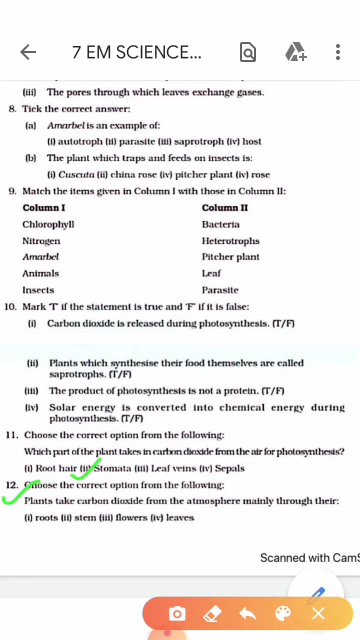 7 EM SCIENCE...
(iii) The pores through which leaves exchange gases.
8. Tick the correct answer:
(a) Amarbel is an example of:
(i) autotroph (ii) parasite (iii) saprotroph (iv) host
(b) The plant which traps and feeds on insects is:
(i) Cuscuta (ii) china rose (iv) pitcher plant (iv) rose
9. Match the items given in Column I with those in Column II:
Column I Column II
Chlorophyll Bacteria
Nitrogen Heterotrophs
Amarbel Pitcher plant
Animals Leaf
Insects Parasite
10. Mark 'T' if the statement is true and 'F' if it is false:
(i) Carbon dioxide is released during photosynthesis. (T/F)
(ii) Plants which synthesise their food themselves are called
saprotrophs. (T/F)
(iii) The product of photosynthesis is not a protein. (T/F)
(iv) Solar energy is converted into chemical energy during
photosynthesis. (T/F)
11. Choose the correct option from the following:
Which part of the plant takes in carbon dioxide from the air for photosynthesis?
(i) Root hair (ii) Stomata (iii) Leaf veins (iv) Sepals
12. Choose the correct option from the following:
Plants take carbon dioxide from the atmosphere mainly through their:
(i) roots (ii) stem (iii) flowers (iv) leaves
Scanned with CamS